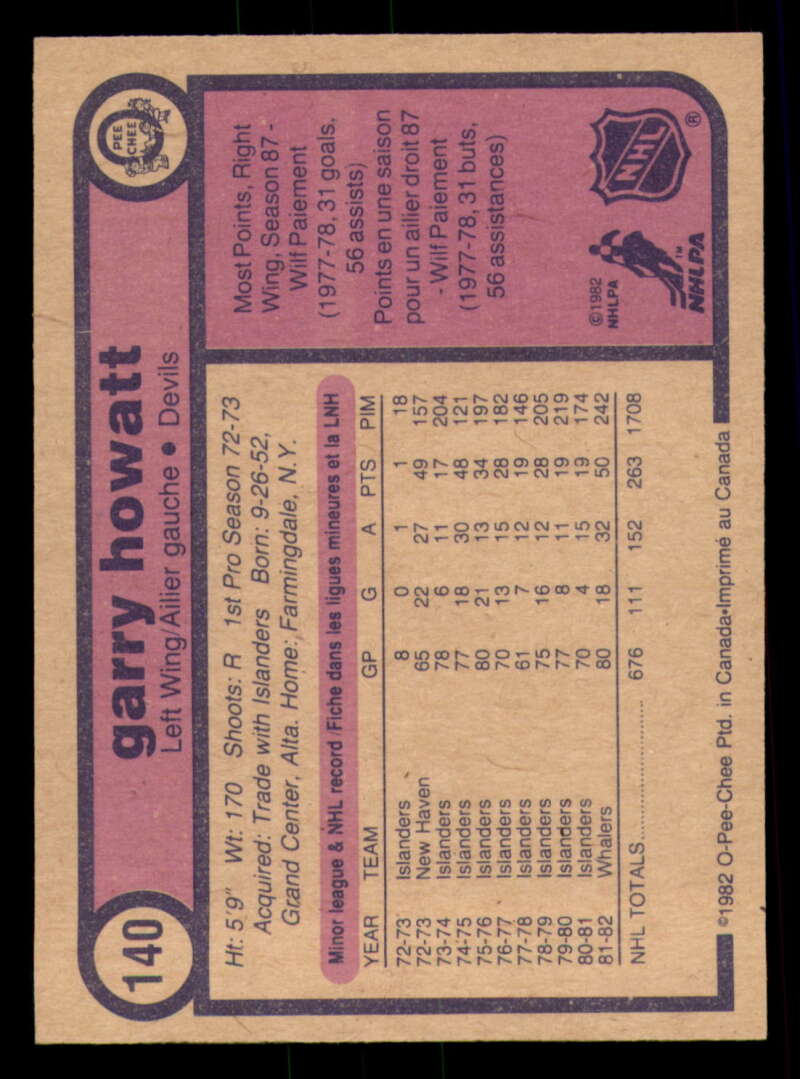 140
garry howatt
Left Wing/Ailier gauche • Devils
O
PEE
CHEE
Ht: 5'9" Wt: 170 Shoots: R 1st Pro Season 72-73
Acquired: Trade with Islanders Born: 9-26-52,
Grand Center, Alta. Home: Farmingdale, N.Y.
Minor league & NHL record/Fiche dans les ligues mineures et la LNH
YEAR TEAM GP G A PTS PIM
72-73 Islanders 8 0 1 1 18
72-73 New Haven 65 22 27 49 157
73-74 Islanders 78 6 11 17 204
74-75 Islanders 77 18 30 48 121
75-76 Islanders 80 21 13 34 197
76-77 Islanders 70 13 15 28 182
77-78 Islanders 61 7 12 19 146
78-79 Islanders 75 16 12 28 205
79-80 Islanders 77 8 11 19 219
80-81 Islanders 70 4 15 19 174
81-82 Whalers 80 18 32 50 242
NHL TOTALS.................... 676 111 152 263 1708
Most Points, Right
Wing, Season 87 -
Wilf Paiement
(1977-78, 31 goals,
56 assists)
Points en une saison
pour un ailier droit 87
- Wilf Paiement
(1977-78, 31 buts,
56 assistances)
©1982
NHLPA
NHLPA™
NHL®
©1982 O-Pee-Chee Ptd. in Canada•Imprimé au Canada